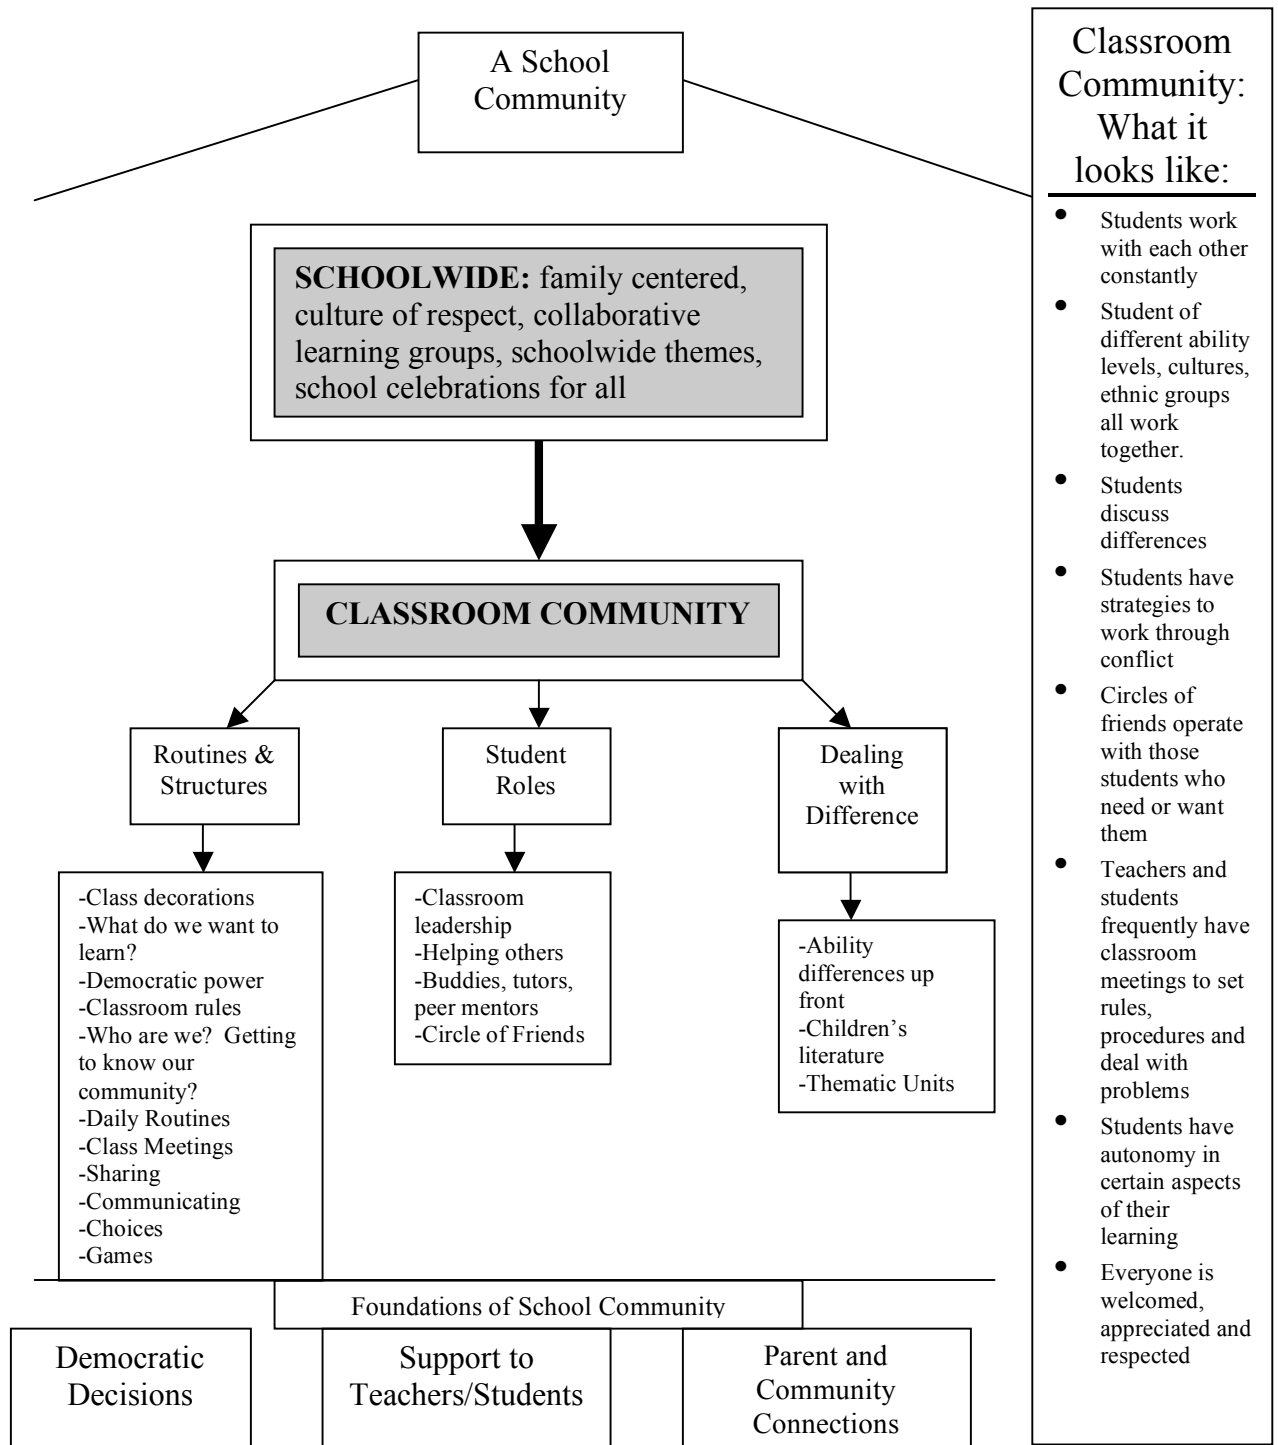 A School
Community
SCHOOLWIDE: family centered,
culture of respect, collaborative
learning groups, schoolwide themes,
school celebrations for all
CLASSROOM COMMUNITY
Routines &
Structures
Student
Roles
Dealing
with
Difference
-Class decorations
-What do we want to
learn?
-Democratic power
-Classroom rules
-Who are we?  Getting
to know our
community?
-Daily Routines
-Class Meetings
-Sharing
-Communicating
-Choices
-Games
-Classroom
leadership
-Helping others
-Buddies, tutors,
peer mentors
-Circle of Friends
-Ability
differences up
front
-Children’s
literature
-Thematic Units
Foundations of School Community
Democratic
Decisions
Support to
Teachers/Students
Parent and
Community
Connections
Classroom
Community:
What it
looks like:
• Students work
with each other
constantly
• Student of
different ability
levels, cultures,
ethnic groups
all work
together.
• Students
discuss
differences
• Students have
strategies to
work through
conflict
• Circles of
friends operate
with those
students who
need or want
them
• Teachers and
students
frequently have
classroom
meetings to set
rules,
procedures and
deal with
problems
• Students have
autonomy in
certain aspects
of their
learning
• Everyone is
welcomed,
appreciated and
respected